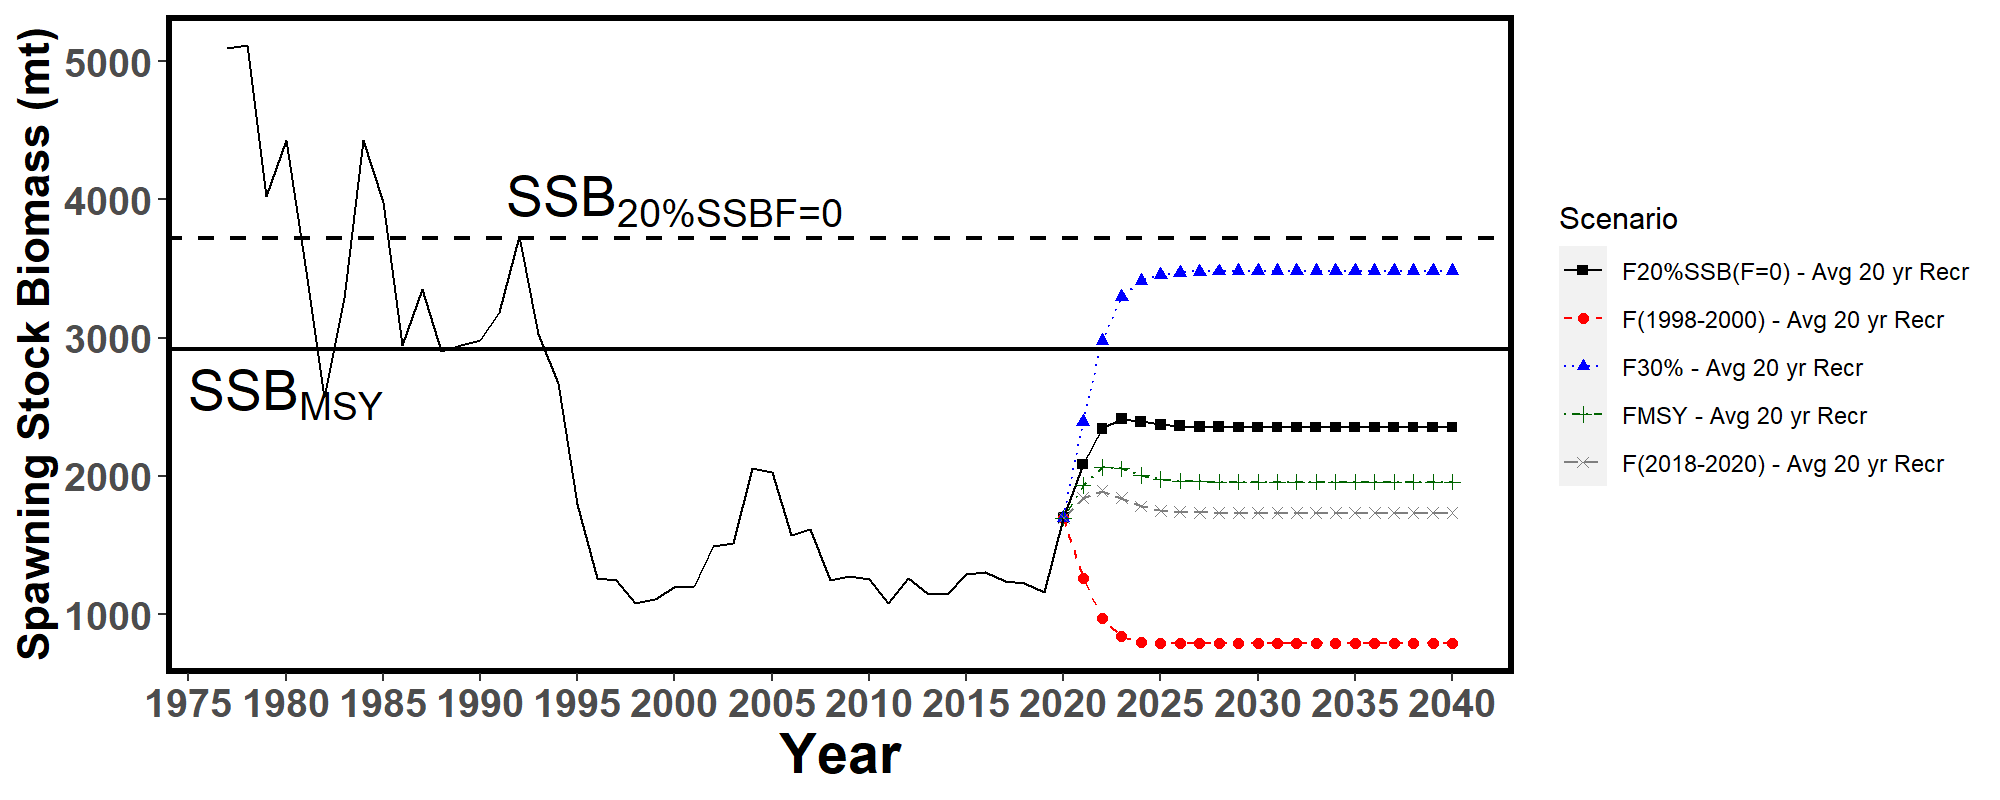 Spawning Stock Biomass (mt)
5000
4000
3000
2000
1000
SSB20%SSBF=0
SSBMSY
1975 1980 1985 1990 1995 2000 2005 2010 2015 2020 2025 2030 2035 2040
Year
Scenario
F20%SSB(F=0) - Avg 20 yr Recr
F(1998-2000) - Avg 20 yr Recr
F30% - Avg 20 yr Recr
FMSY - Avg 20 yr Recr
F(2018-2020) - Avg 20 yr Recr